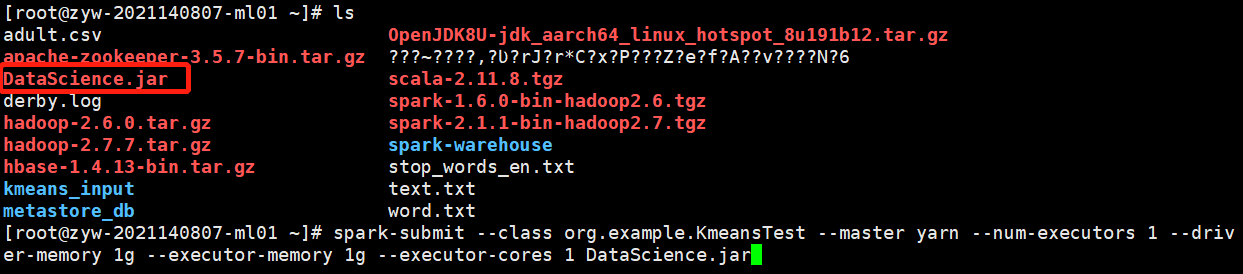 [root@zyw-2021140807-ml01 ~]# ls
adult.csv OpenJDK8U-jdk_aarch64_linux_hotspot_8u191b12.tar.gz
apache-zookeeper-3.5.7-bin.tar.gz ???~????,?Ʋ?rJ?r*C?x?P???Z?e?f?A??v????N?6
DataScience.jar scala-2.11.8.tgz
derby.log spark-1.6.0-bin-hadoop2.6.tgz
hadoop-2.6.0.tar.gz spark-2.1.1-bin-hadoop2.7.tgz
hadoop-2.7.7.tar.gz spark-warehouse
hbase-1.4.13-bin.tar.gz stop_words_en.txt
kmeans_input text.txt
metastore_db word.txt
[root@zyw-2021140807-ml01 ~]# spark-submit --class org.example.KmeansTest --master yarn --num-executors 1 --driv
er-memory 1g --executor-memory 1g --executor-cores 1 DataScience.jar